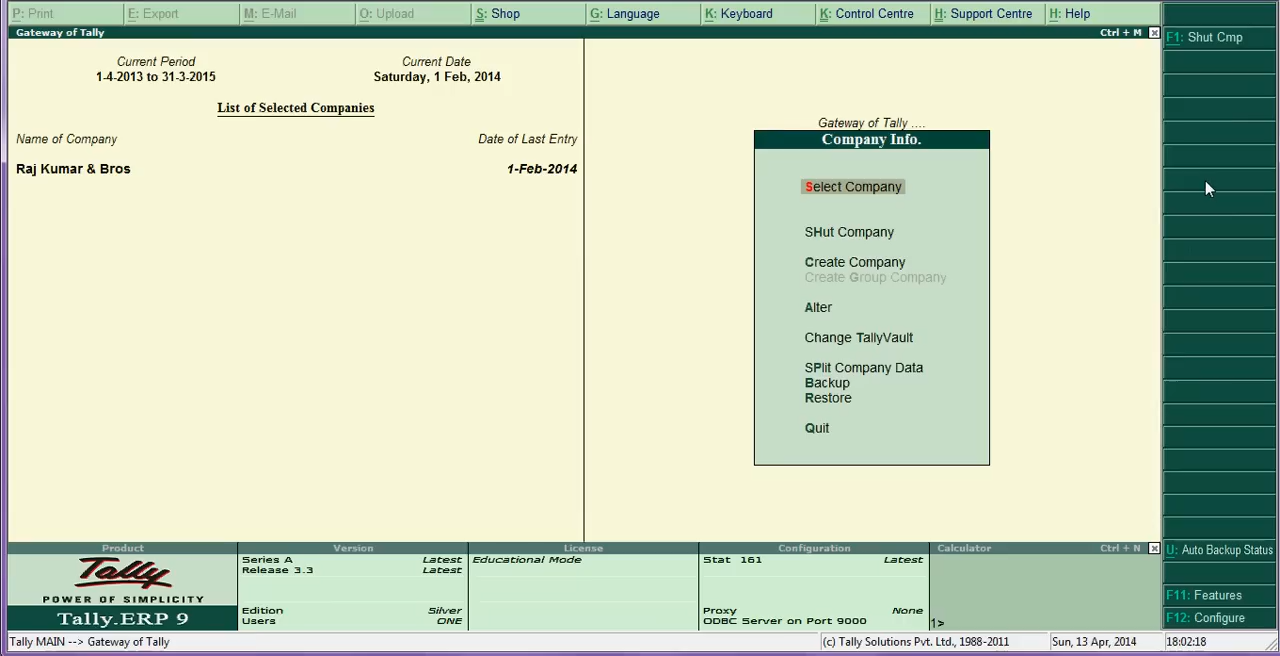 P: Print
E: Export
M: E-Mail
O: Upload
S: Shop
G: Language
K: Keyboard
K: Control Centre
H: Support Centre
H: Help
Gateway of Tally
Ctrl + M
F1: Shut Cmp
Current Period
Current Date
1-4-2013 to 31-3-2015
Saturday, 1 Feb, 2014
List of Selected Companies
Name of Company
Date of Last Entry
Raj Kumar & Bros
1-Feb-2014
Gateway of Tally ....
Company Info.
Select Company
SHut Company
Create Company
Create Group Company
Alter
Change TallyVault
SPlit Company Data
Backup
Restore
Quit
Product
Version
License
Configuration
Calculator
Ctrl + N
U: Auto Backup Status
Tally
POWER OF SIMPLICITY
Tally.ERP 9
Series A Latest
Release 3.3 Latest
Edition Silver
Users ONE
Educational Mode
Stat 161 Latest
Proxy None
ODBC Server on Port 9000
1>
F11: Features
F12: Configure
Tally MAIN --> Gateway of Tally
(c) Tally Solutions Pvt. Ltd., 1988-2011
Sun, 13 Apr, 2014
18:02:18